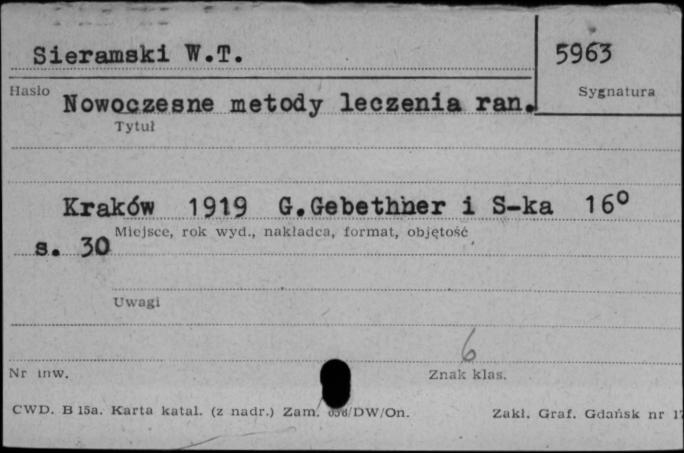 Sieramski W.T. 5963
Hasło Sygnatura
Nowoczesne metody leczenia ran.
Tytuł
Kraków 1919 G.Gebethner i S-ka 16°
Miejsce, rok wyd., nakładca, format, objętość
s. 30
Uwagi
6
Nr inw. Znak klas.
CWD. B 15a. Karta katal. (z nadr.) Zam. /DW/On. Zakł. Graf. Gdańsk nr